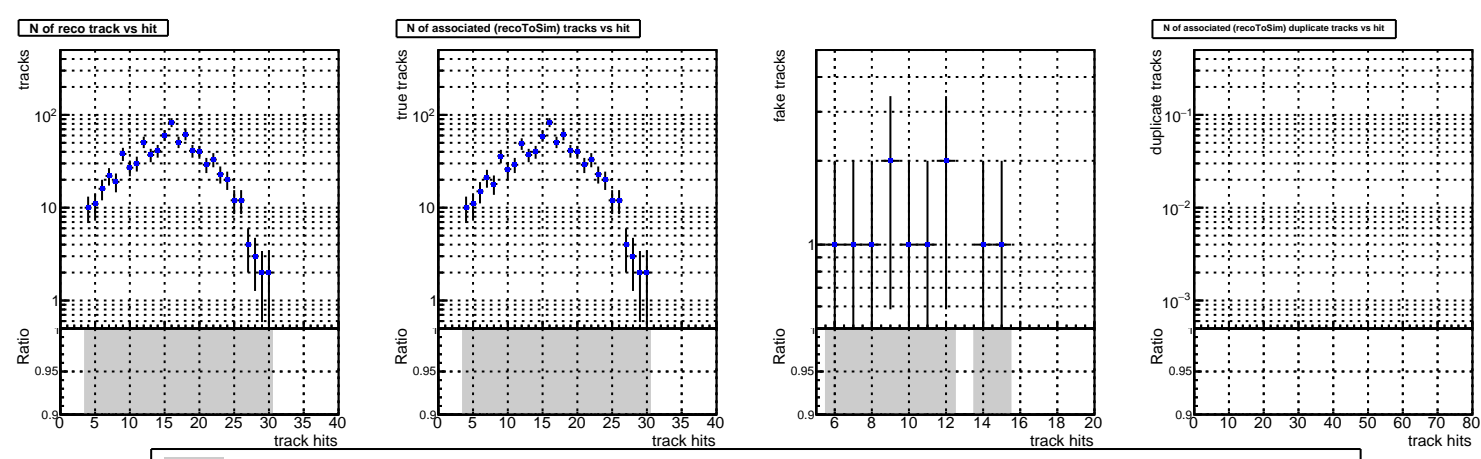 N of reco track vs hit
tracks
10²
10
1
Ratio
1
0.95
0.9
0 5 10 15 20 25 30 35 40
track hits
N of associated (recoToSim) tracks vs hit
true tracks
10²
10
1
Ratio
1
0.95
0.9
0 5 10 15 20 25 30 35 40
track hits
fake tracks
1
Ratio
1
0.95
0.9
6 8 10 12 14 16 18 20
track hits
N of associated (recoToSim) duplicate tracks vs hit
duplicate tracks
10⁻¹
10⁻²
10⁻³
Ratio
1
0.95
0.9
0 10 20 30 40 50 60 70 80
track hits